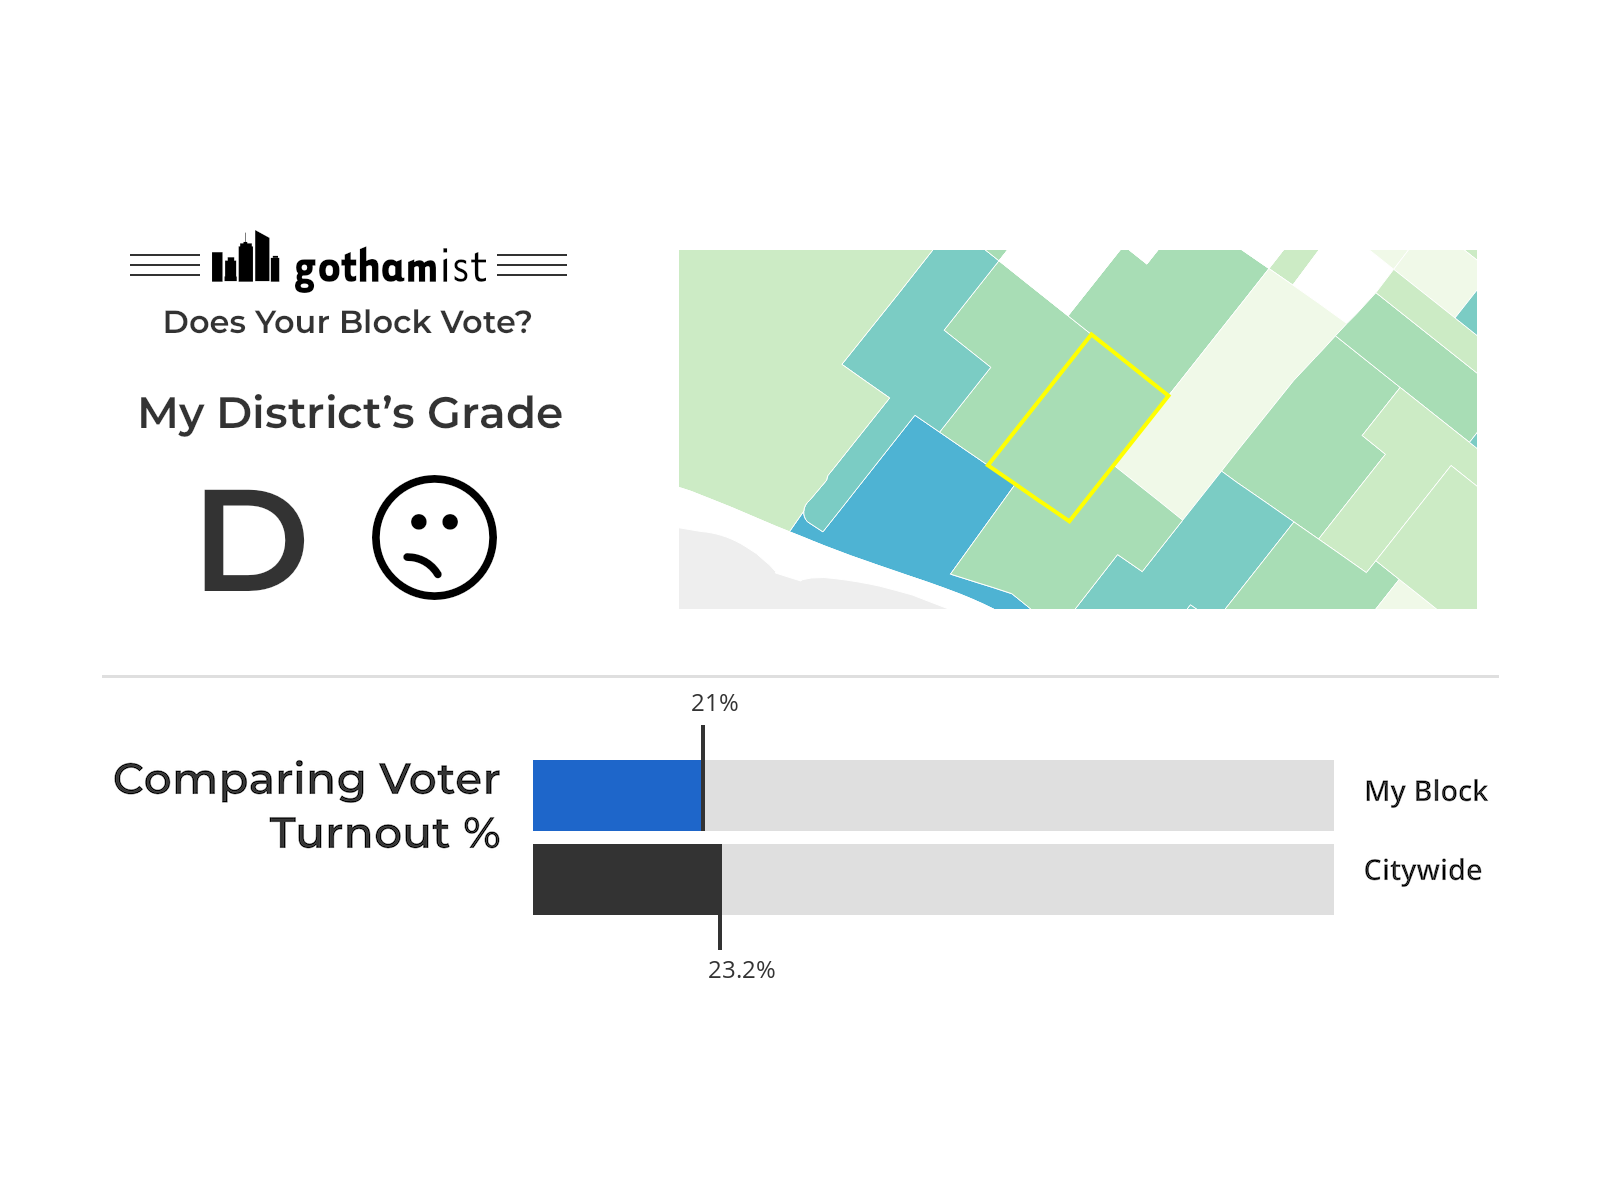 gothamist
Does Your Block Vote?
My District’s Grade
D
21%
Comparing Voter
Turnout %
My Block
Citywide
23.2%